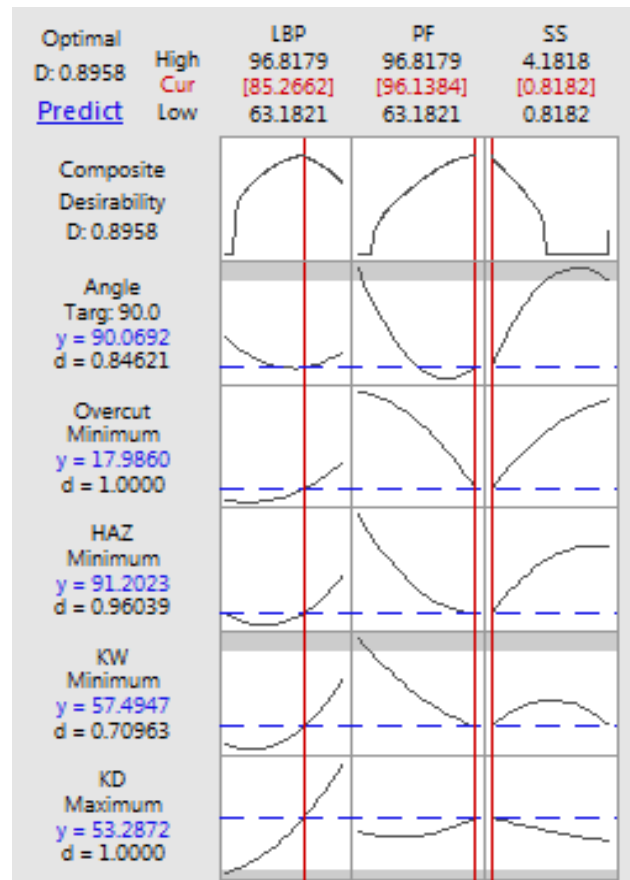 Optimal
D: 0.8958
Predict
High
Cur
Low
LBP
96.8179
[85.2662]
63.1821
PF
96.8179
[96.1384]
63.1821
SS
4.1818
[0.8182]
0.8182
Composite
Desirability
D: 0.8958
Angle
Targ: 90.0
y = 90.0692
d = 0.84621
Overcut
Minimum
y = 17.9860
d = 1.0000
HAZ
Minimum
y = 91.2023
d = 0.96039
KW
Minimum
y = 57.4947
d = 0.70963
KD
Maximum
y = 53.2872
d = 1.0000